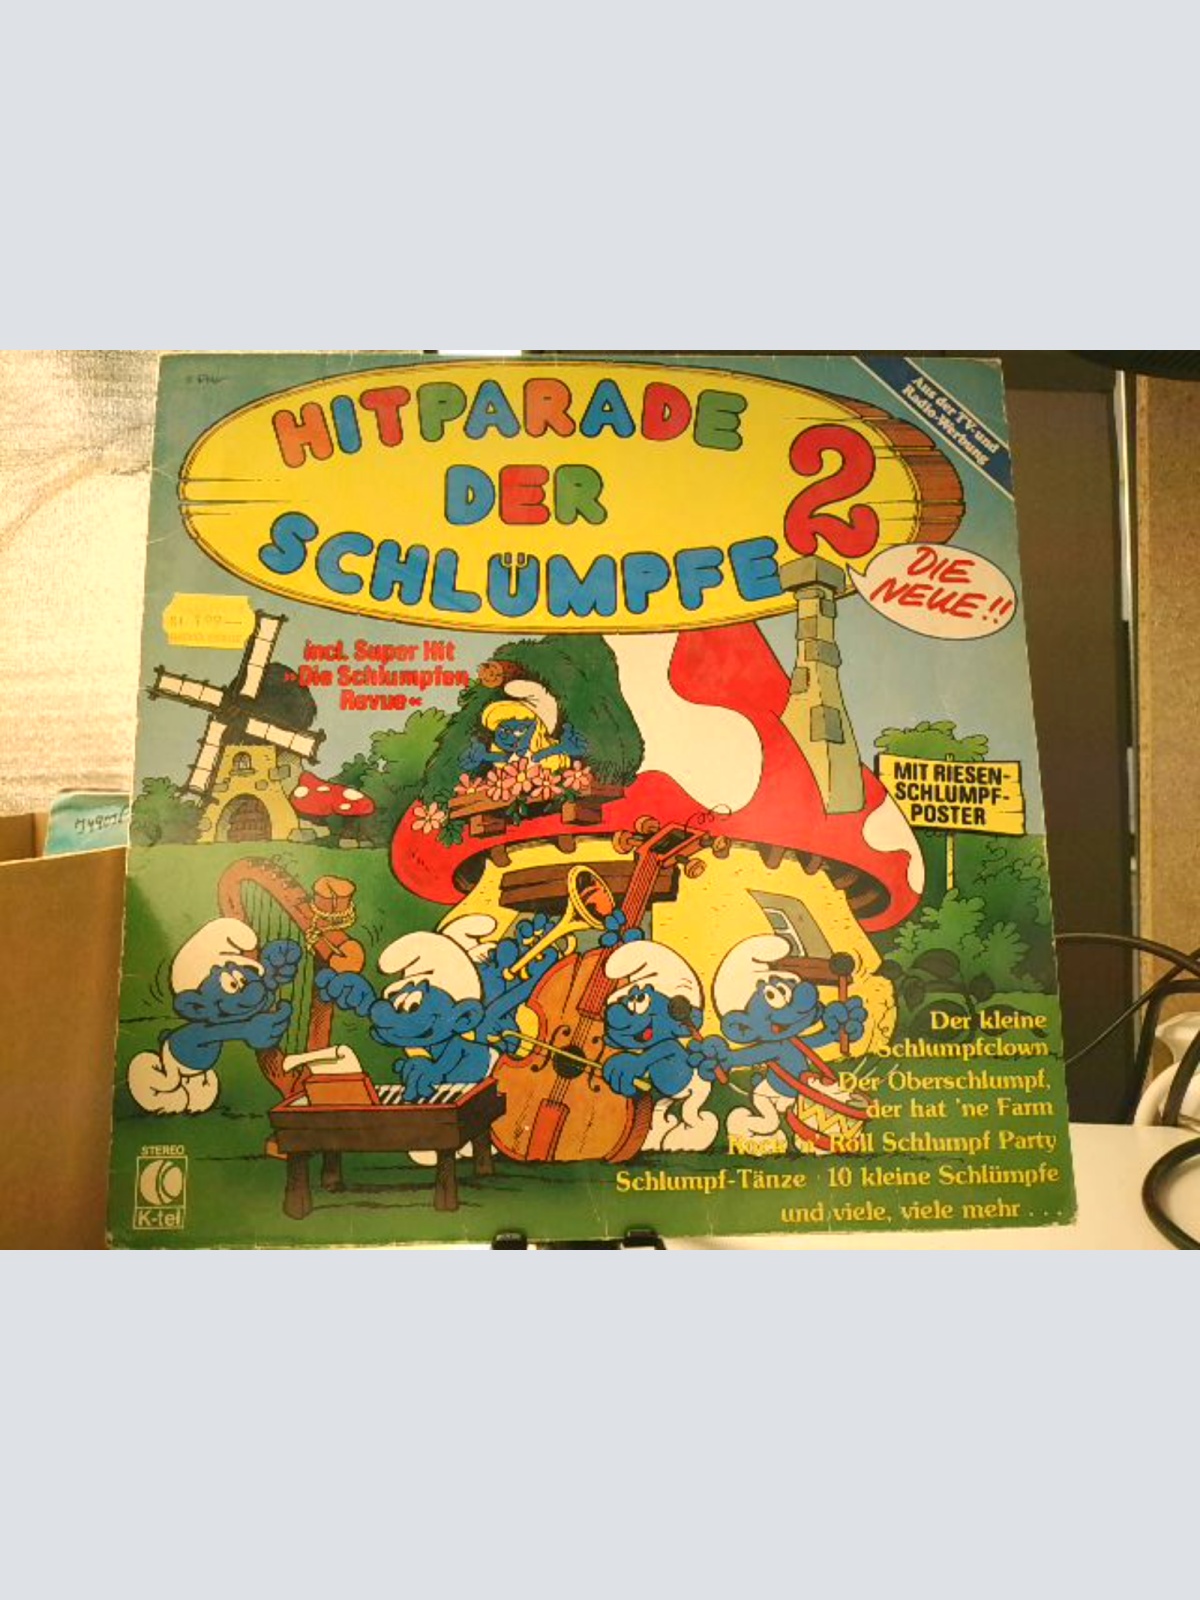 HITPARADE
DER
SCHLÜMPFE
2
Aus der TV- und
Radio-Werbung
DIE
NEUE!!
incl. Super Hit
»Die Schlumpfen
Revue«
MIT RIESEN-
SCHLUMPF-
POSTER
Der kleine
Schlumpfclown
Der Oberschlumpf,
der hat 'ne Farm
Rock 'n' Roll Schlumpf Party
Schlumpf-Tänze · 10 kleine Schlümpfe
und viele, viele mehr . . .
STEREO
K-tel